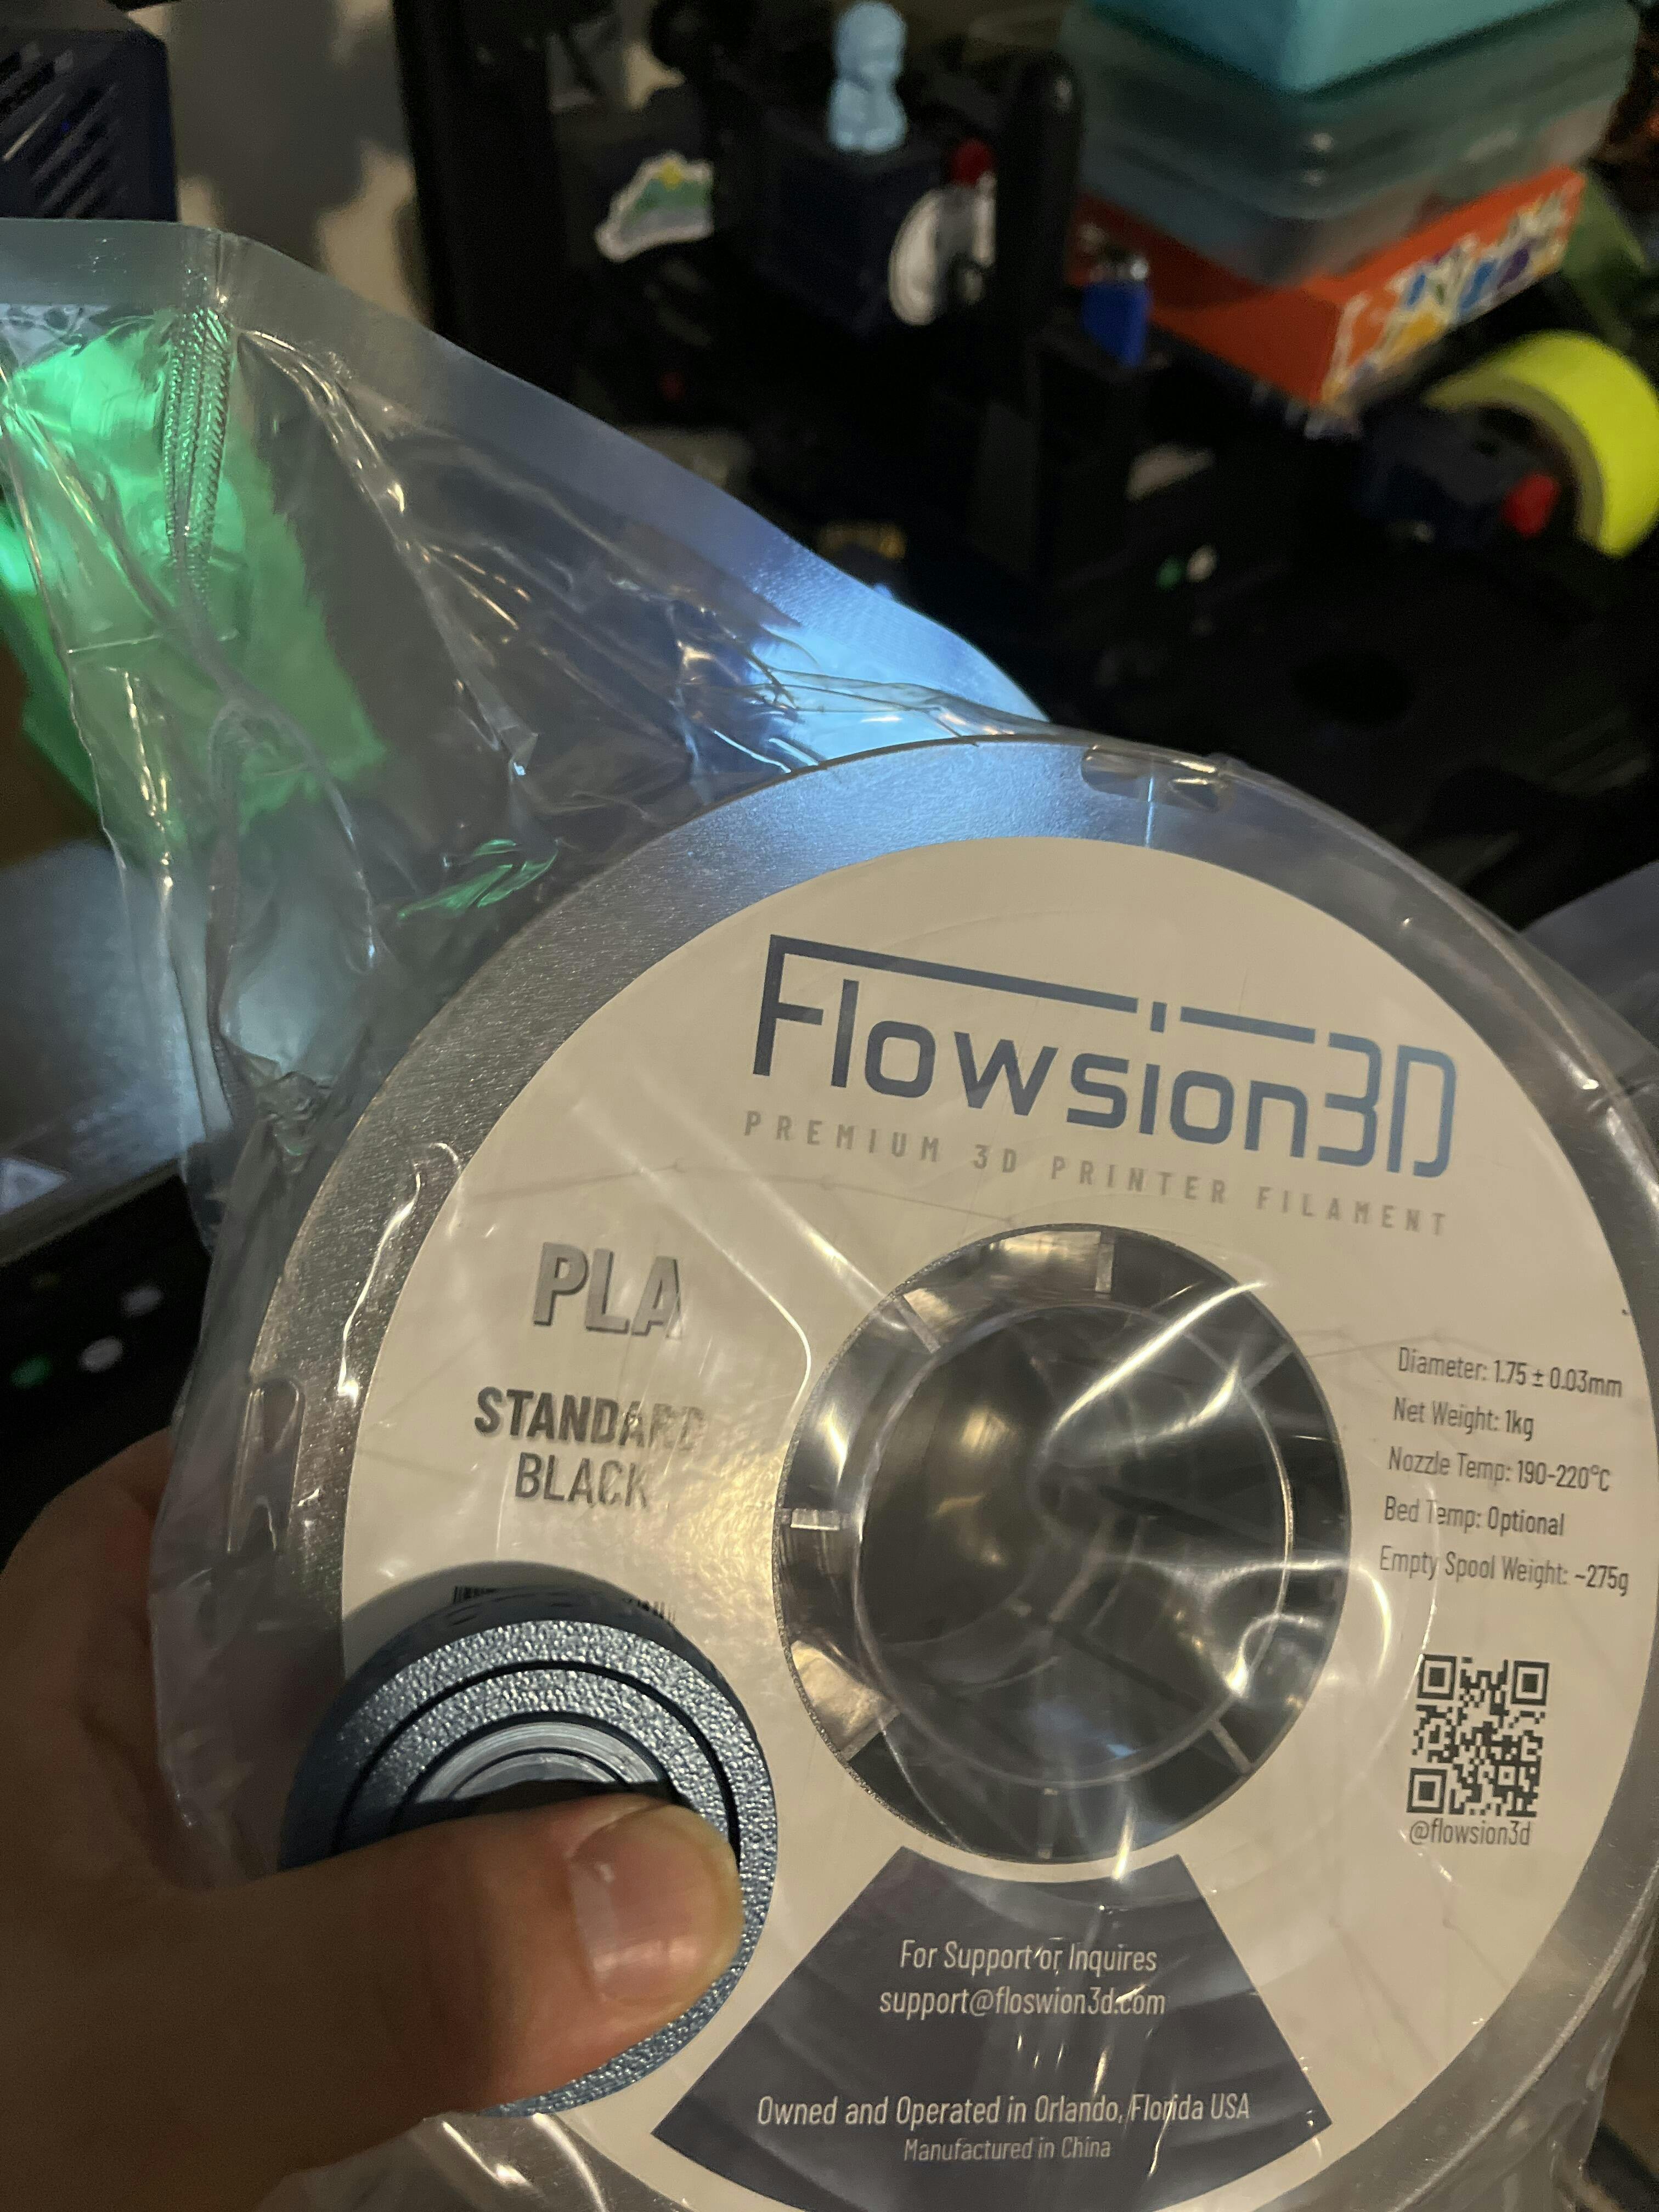 Flowsion3D
PREMIUM 3D PRINTER FILAMENT
PLA
STANDARD
BLACK
Diameter: 1.75 ± 0.03mm
Net Weight: 1kg
Nozzle Temp: 190-220°C
Bed Temp: Optional
Empty Spool Weight: ~275g
@flowsion3d
For Support or Inquires
support@floswion3d.com
Owned and Operated in Orlando, Florida USA
Manufactured in China